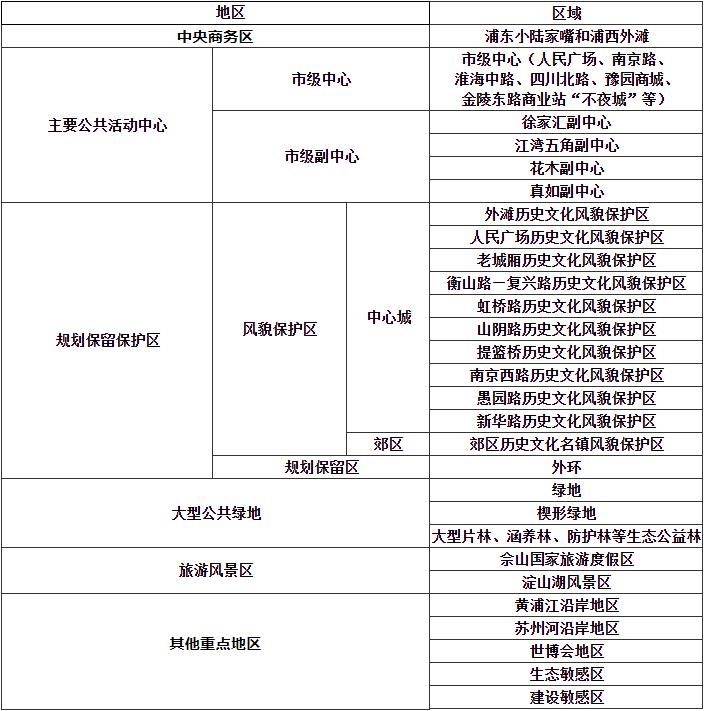 地区
区域
中央商务区
浦东小陆家嘴和浦西外滩
主要公共活动中心
市级中心
市级中心（人民广场、南京路、
淮海中路、四川北路、豫园商城、
金陵东路商业站“不夜城”等）
市级副中心
徐家汇副中心
江湾五角副中心
花木副中心
真如副中心
规划保留保护区
风貌保护区
中心城
外滩历史文化风貌保护区
人民广场历史文化风貌保护区
老城厢历史文化风貌保护区
衡山路－复兴路历史文化风貌保护区
虹桥路历史文化风貌保护区
山阴路历史文化风貌保护区
提篮桥历史文化风貌保护区
南京西路历史文化风貌保护区
愚园路历史文化风貌保护区
新华路历史文化风貌保护区
郊区
郊区历史文化名镇风貌保护区
规划保留区
外环
大型公共绿地
绿地
楔形绿地
大型片林、涵养林、防护林等生态公益林
旅游风景区
佘山国家旅游度假区
淀山湖风景区
其他重点地区
黄浦江沿岸地区
苏州河沿岸地区
世博会地区
生态敏感区
建设敏感区